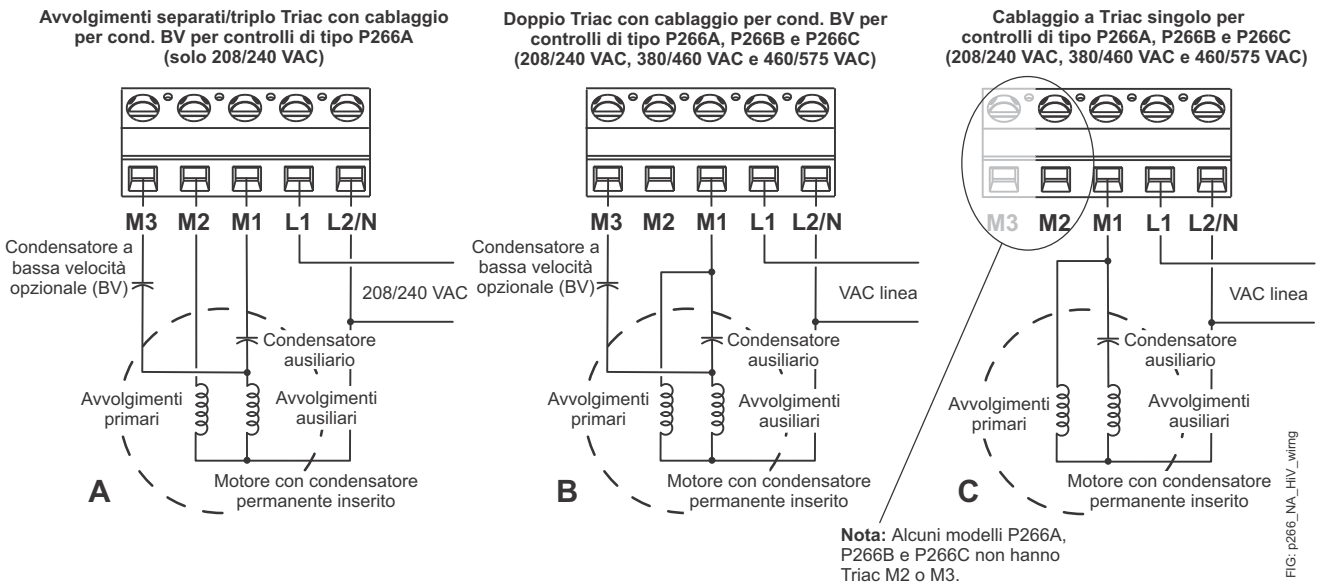 Avvolgimenti separati/triplo Triac con cablaggio
per cond. BV per controlli di tipo P266A
(solo 208/240 VAC)
M3 M2 M1 L1 L2/N
Condensatore a
bassa velocità
opzionale (BV)
208/240 VAC
Condensatore
ausiliario
Avvolgimenti
primari
Avvolgimenti
ausiliari
A
Motore con condensatore
permanente inserito
Doppio Triac con cablaggio per cond. BV per
controlli di tipo P266A, P266B e P266C
(208/240 VAC, 380/460 VAC e 460/575 VAC)
M3 M2 M1 L1 L2/N
Condensatore a
bassa velocità
opzionale (BV)
VAC linea
Condensatore
ausiliario
Avvolgimenti
primari
Avvolgimenti
ausiliari
B
Motore con condensatore
permanente inserito
Cablaggio a Triac singolo per
controlli di tipo P266A, P266B e P266C
(208/240 VAC, 380/460 VAC e 460/575 VAC)
M3 M2 M1 L1 L2/N
VAC linea
Condensatore
ausiliario
Avvolgimenti
primari
Avvolgimenti
ausiliari
C
Motore con condensatore
permanente inserito
Nota: Alcuni modelli P266A,
P266B e P266C non hanno
Triac M2 o M3.
FIG: p266_NA_HIV_wirng